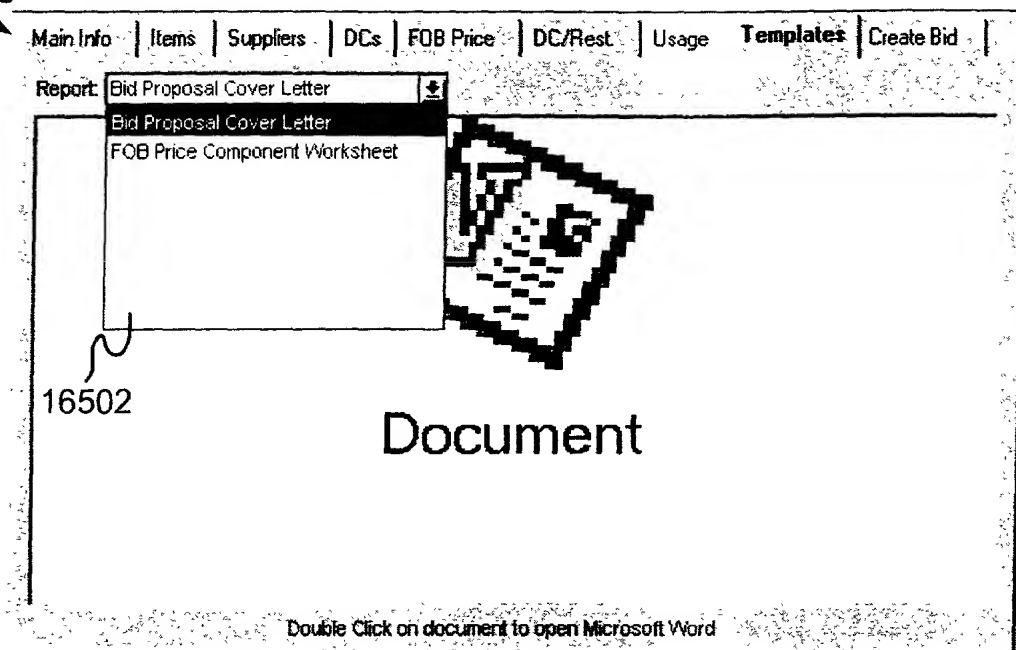 Main Info | Items | Suppliers | DCs | FOB Price | DC/Rest. | Usage Templates | Create Bid |
Report: Bid Proposal Cover Letter
Bid Proposal Cover Letter
FOB Price Component Worksheet
16502
Document
Double Click on document to open Microsoft Word